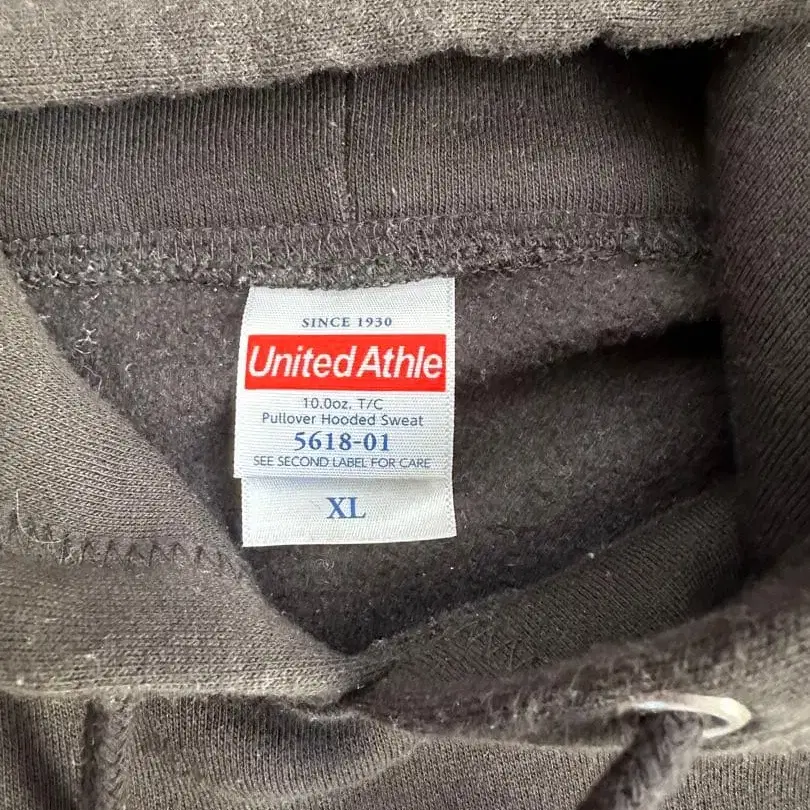 SINCE 1930
United Athle
10.0oz. T/C
Pullover Hooded Sweat
5618-01
SEE SECOND LABEL FOR CARE
XL